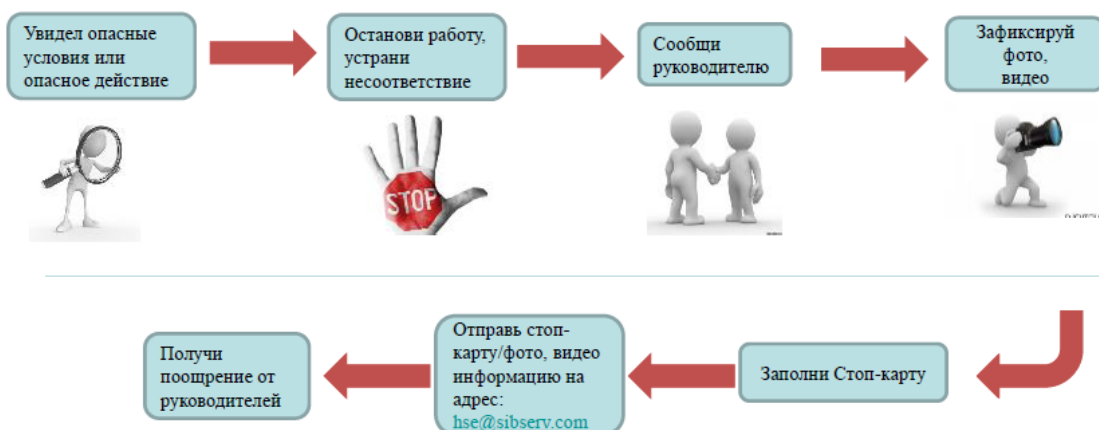 Увидел опасные
условия или
опасное действие
Останови работу,
устрани
несоответствие
Сообщи
руководителю
Зафиксируй
фото,
видео
STOP
Заполни Стоп-карту
Отправь стоп-
карту/фото, видео
информацию на
адрес:
hse@sibserv.com
Получи
поощрение от
руководителей